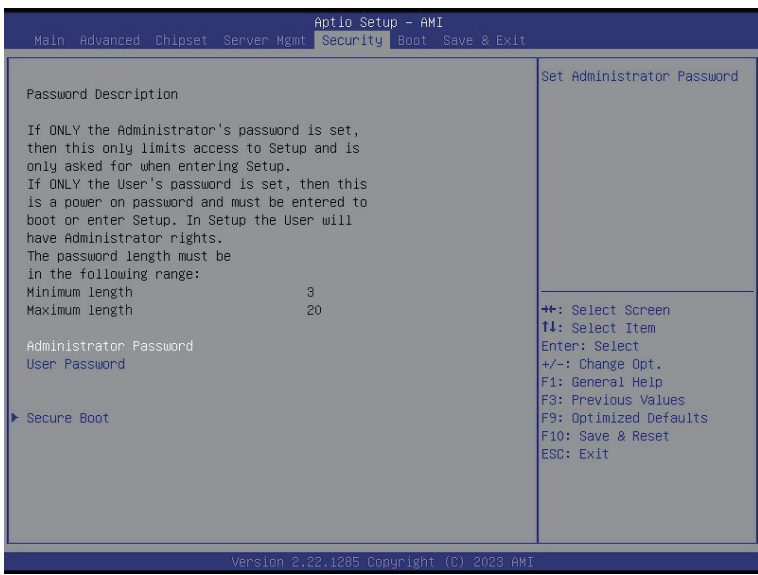 Aptio Setup – AMI
Main Advanced Chipset Server Mgmt Security Boot Save & Exit
Password Description
If ONLY the Administrator's password is set,
then this only limits access to Setup and is
only asked for when entering Setup.
If ONLY the User's password is set, then this
is a power on password and must be entered to
boot or enter Setup. In Setup the User will
have Administrator rights.
The password length must be
in the following range:
Minimum length 3
Maximum length 20
Administrator Password
User Password
▶ Secure Boot
Set Administrator Password
→←: Select Screen
↑↓: Select Item
Enter: Select
+/-: Change Opt.
F1: General Help
F3: Previous Values
F9: Optimized Defaults
F10: Save & Reset
ESC: Exit
Version 2.22.1285 Copyright (C) 2023 AMI